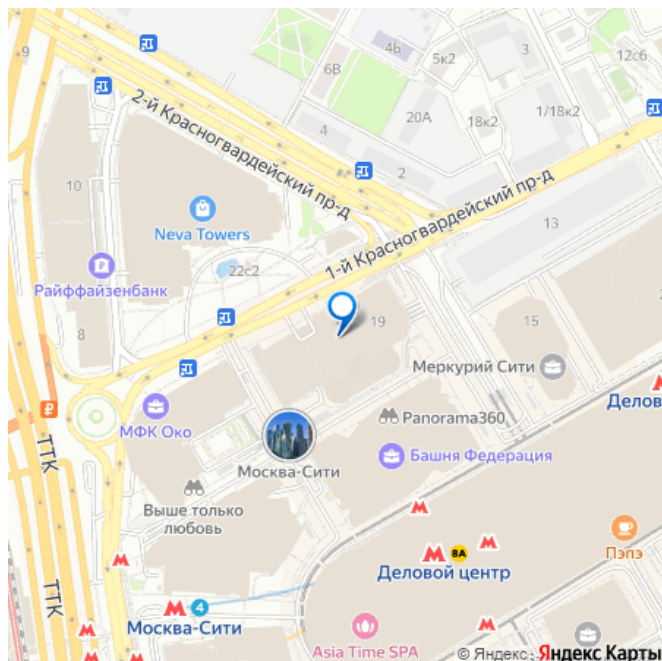 4Б
3
5к2
12с6
6В
9
20А
18к2
1/18к2
4
2
2-й Красногвардейский пр-д
10
1-й Красногвардейский пр-д
13
Neva Towers
22с2
Райффайзенбанк
8
19
15
Меркурий Сити
Делов
МФК Око
Panorama360
Москва-Сити
Башня Федерация
ТТК
Выше только
любовь
8А
Деловой центр
Пэпэ
ТТК
4
Москва-Сити
Asia Time SPA
© Яндекс
Яндекс Карты